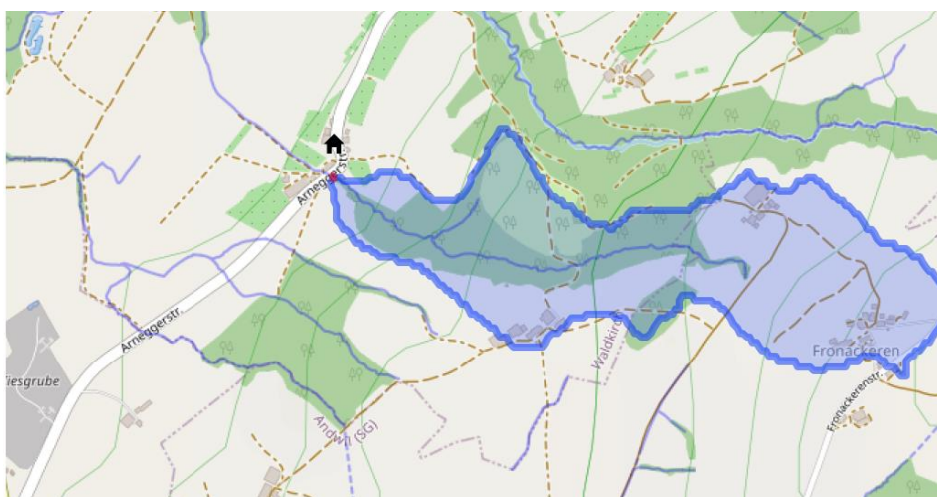 Arneggerstr.
Arneggerstr.
Waldkirch
Fronackeren
Fronackerenstr.
Kiesgrube
Andwil (SG)